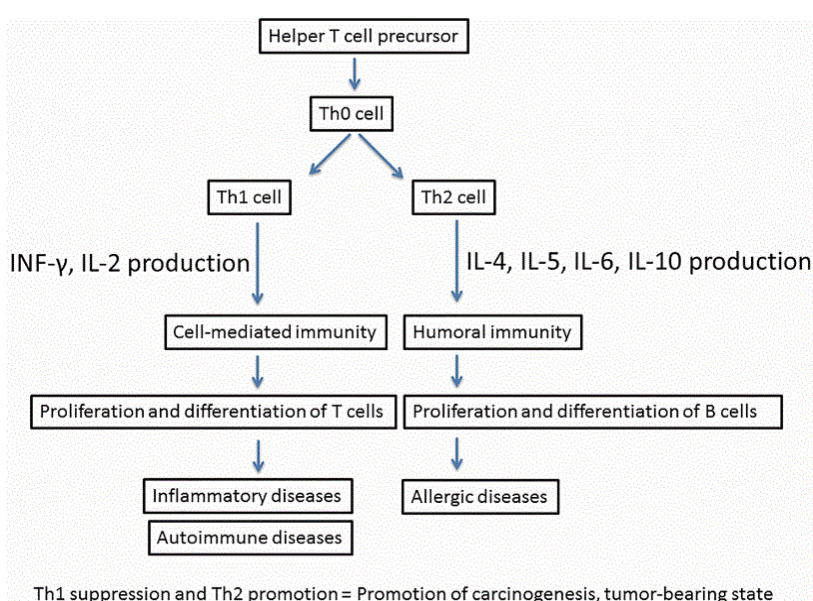 Helper T cell precursor
Th0 cell
Th1 cell
Th2 cell
INF-γ, IL-2 production
IL-4, IL-5, IL-6, IL-10 production
Cell-mediated immunity
Humoral immunity
Proliferation and differentiation of T cells
Proliferation and differentiation of B cells
Inflammatory diseases
Allergic diseases
Autoimmune diseases
Th1 suppression and Th2 promotion = Promotion of carcinogenesis, tumor-bearing state